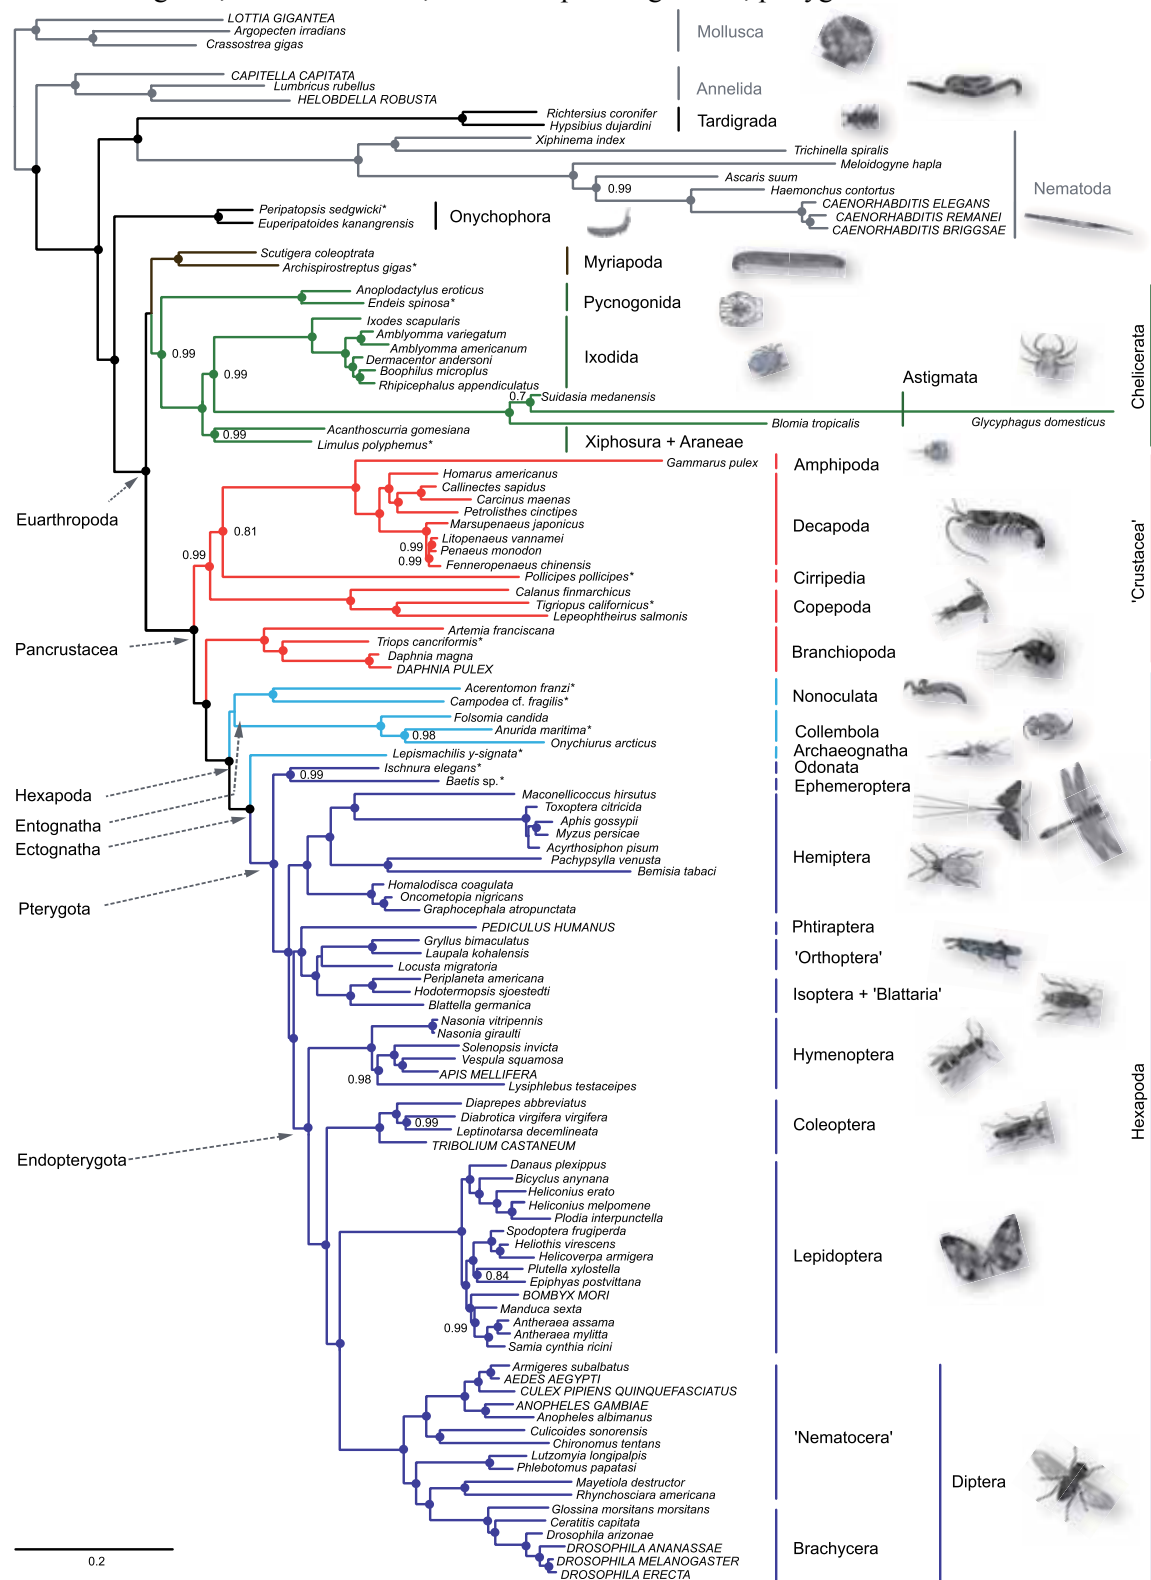 LOTTIA GIGANTEA
Argopecten irradians
Crassostrea gigas
Mollusca
CAPITELLA CAPITATA
Lumbricus rubellus
HELOBDELLA ROBUSTA
Annelida
Richtersius coronifer
Hypsibius dujardini
Tardigrada
Xiphinema index
Trichinella spiralis
Meloidogyne hapla
Ascaris suum
0.99
Haemonchus contortus
CAENORHABDITIS ELEGANS
CAENORHABDITIS REMANEI
CAENORHABDITIS BRIGGSAE
Nematoda
Peripatopsis sedgwicki*
Euperipatoides kanangrensis
Onychophora
Scutigera coleoptrata
Archispirostreptus gigas*
Myriapoda
Anoplodactylus eroticus
Endeis spinosa*
Pycnogonida
0.99
Ixodes scapularis
Amblyomma variegatum
Amblyomma americanum
Dermacentor andersoni
Boophilus microplus
Rhipicephalus appendiculatus
Ixodida
0.99
0.7
Suidasia medanensis
Astigmata
Blomia tropicalis
Glycyphagus domesticus
Chelicerata
0.99
Acanthoscurria gomesiana
Limulus polyphemus*
Xiphosura + Araneae
Euarthropoda
Gammarus pulex
Amphipoda
Homarus americanus
Callinectes sapidus
Carcinus maenas
Petrolisthes cinctipes
Marsupenaeus japonicus
Litopenaeus vannamei
0.99
Penaeus monodon
0.99
Fenneropenaeus chinensis
Decapoda
0.81
0.99
Pollicipes pollicipes*
Cirripedia
Calanus finmarchicus
Tigriopus californicus*
Lepeophtheirus salmonis
Copepoda
'Crustacea'
Pancrustacea
Artemia franciscana
Triops cancriformis*
Daphnia magna
DAPHNIA PULEX
Branchiopoda
Acerentomon franzi*
Campodea cf. fragilis*
Nonoculata
Folsomia candida
Anurida maritima*
0.98
Onychiurus arcticus
Collembola
Lepismachilis y-signata*
Archaeognatha
Ischnura elegans*
Odonata
0.99
Baetis sp.*
Ephemeroptera
Hexapoda
Entognatha
Ectognatha
Pterygota
Maconellicoccus hirsutus
Toxoptera citricida
Aphis gossypii
Myzus persicae
Acyrthosiphon pisum
Pachypsylla venusta
Bemisia tabaci
Homalodisca coagulata
Oncometopia nigricans
Graphocephala atropunctata
Hemiptera
PEDICULUS HUMANUS
Phtiraptera
Gryllus bimaculatus
Laupala kohalensis
Locusta migratoria
'Orthoptera'
Periplaneta americana
Hodotermopsis sjoestedti
Blattella germanica
Isoptera + 'Blattaria'
Nasonia vitripennis
Nasonia giraulti
Solenopsis invicta
Vespula squamosa
APIS MELLIFERA
0.98
Lysiphlebus testaceipes
Hymenoptera
Hexapoda
Diaprepes abbreviatus
Diabrotica virgifera virgifera
0.99
Leptinotarsa decemlineata
TRIBOLIUM CASTANEUM
Coleoptera
Endopterygota
Danaus plexippus
Bicyclus anynana
Heliconius erato
Heliconius melpomene
Plodia interpunctella
Spodoptera frugiperda
Heliothis virescens
Helicoverpa armigera
Plutella xylostella
0.84
Epiphyas postvittana
BOMBYX MORI
Manduca sexta
0.99
Antheraea assama
Antheraea mylitta
Samia cynthia ricini
Lepidoptera
Armigeres subalbatus
AEDES AEGYPTI
CULEX PIPIENS QUINQUEFASCIATUS
ANOPHELES GAMBIAE
Anopheles albimanus
Culicoides sonorensis
Chironomus tentans
Lutzomyia longipalpis
Phlebotomus papatasi
Mayetiola destructor
Rhynchosciara americana
'Nematocera'
Diptera
Glossina morsitans morsitans
Ceratitis capitata
Drosophila arizonae
DROSOPHILA ANANASSAE
DROSOPHILA MELANOGASTER
DROSOPHILA ERECTA
Brachycera
0.2